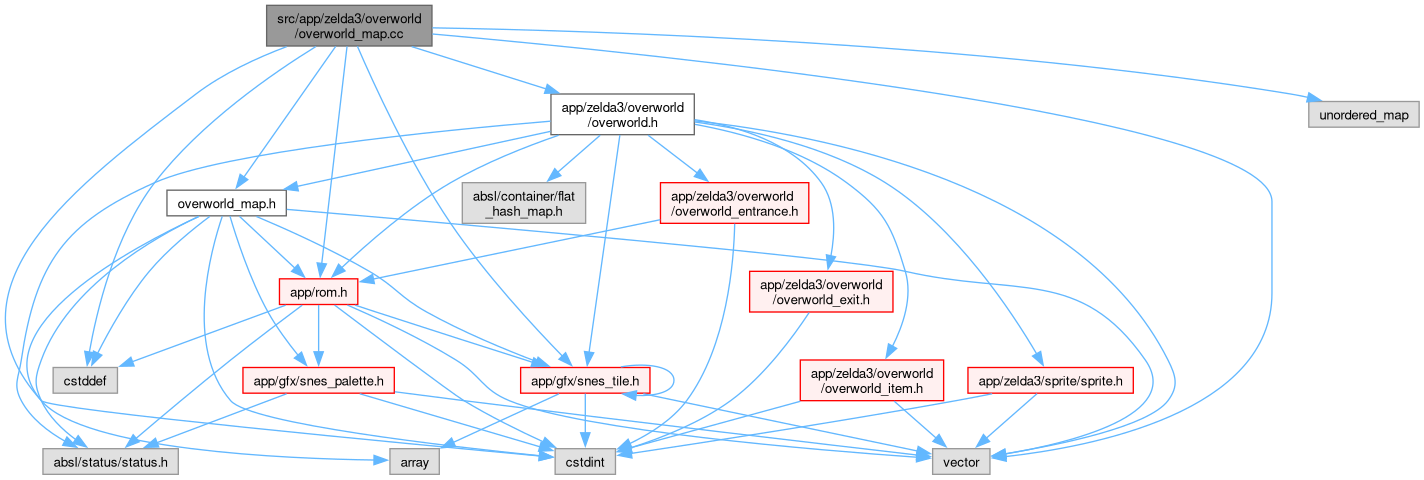 src/app/zelda3/overworld
/overworld_map.cc
app/zelda3/overworld
/overworld.h
unordered_map
overworld_map.h
absl/container/flat
_hash_map.h
app/zelda3/overworld
/overworld_entrance.h
app/rom.h
app/zelda3/overworld
/overworld_exit.h
cstddef
app/gfx/snes_palette.h
app/gfx/snes_tile.h
app/zelda3/overworld
/overworld_item.h
app/zelda3/sprite/sprite.h
absl/status/status.h
array
cstdint
vector